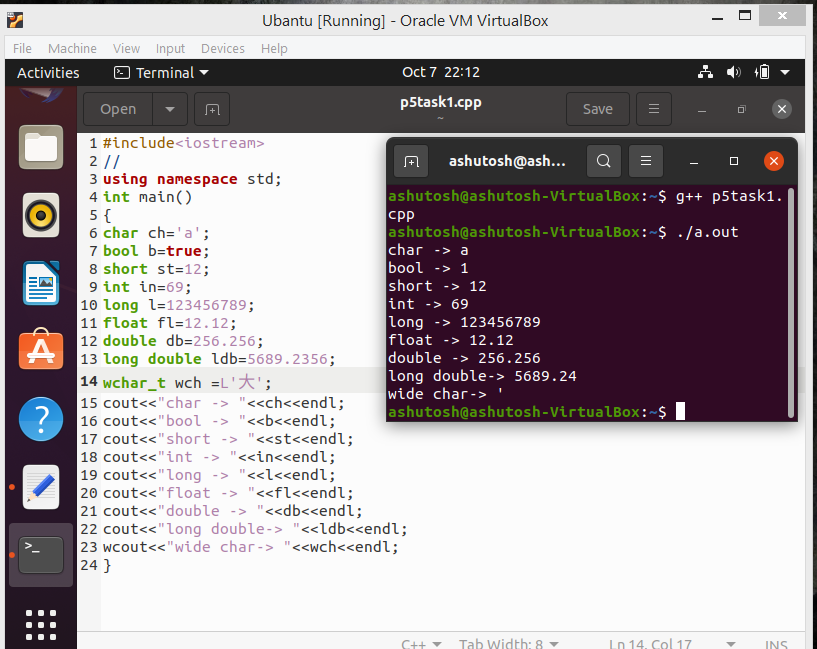 Ubantu [Running] - Oracle VM VirtualBox
File Machine View Input Devices Help
Activities Terminal Oct 7 22:12
Open p5task1.cpp Save
~
1 #include<iostream>
2 //
3 using namespace std;
4 int main()
5 {
6 char ch='a';
7 bool b=true;
8 short st=12;
9 int in=69;
10 long l=123456789;
11 float fl=12.12;
12 double db=256.256;
13 long double ldb=5689.2356;
14 wchar_t wch =L'大';
15 cout<<"char -> "<<ch<<endl;
16 cout<<"bool -> "<<b<<endl;
17 cout<<"short -> "<<st<<endl;
18 cout<<"int -> "<<in<<endl;
19 cout<<"long -> "<<l<<endl;
20 cout<<"float -> "<<fl<<endl;
21 cout<<"double -> "<<db<<endl;
22 cout<<"long double-> "<<ldb<<endl;
23 wcout<<"wide char-> "<<wch<<endl;
24 }
ashutosh@ash...
ashutosh@ashutosh-VirtualBox:~$ g++ p5task1.
cpp
ashutosh@ashutosh-VirtualBox:~$ ./a.out
char -> a
bool -> 1
short -> 12
int -> 69
long -> 123456789
float -> 12.12
double -> 256.256
long double-> 5689.24
wide char-> '
ashutosh@ashutosh-VirtualBox:~$
C++ Tab Width: 8 Ln 14, Col 17 INS